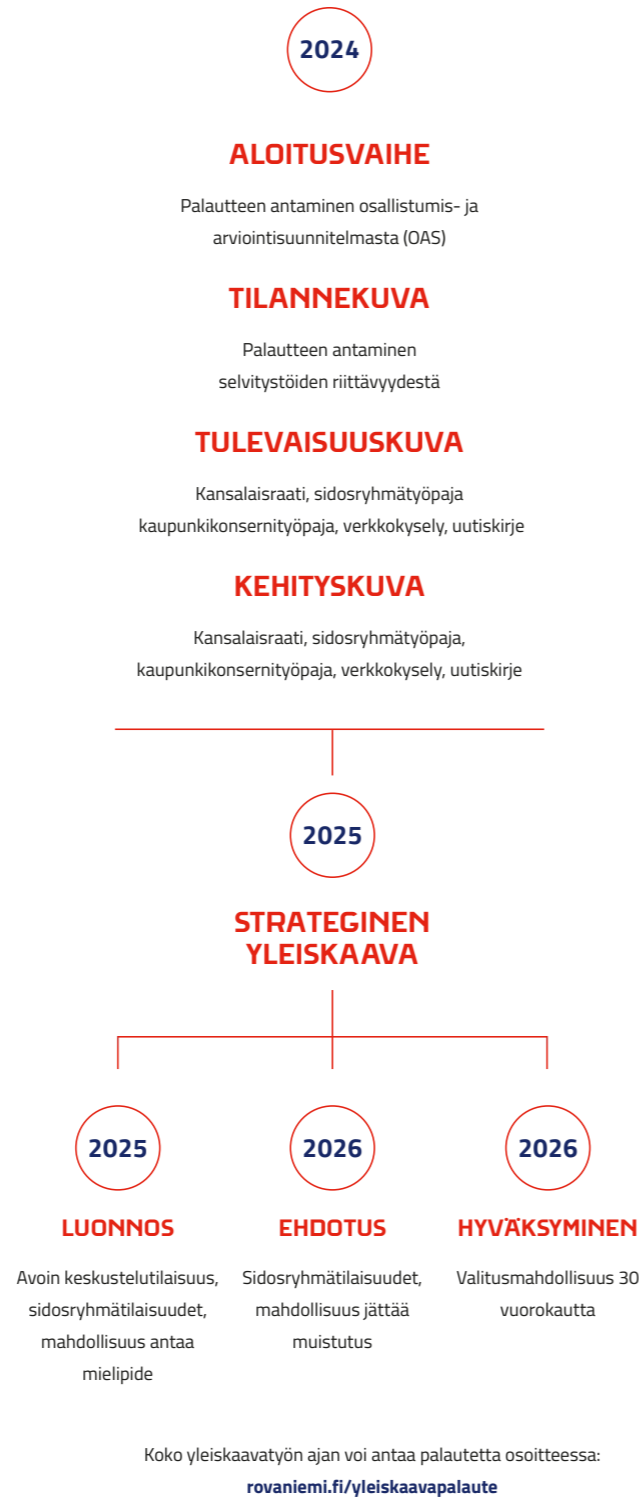 2024
ALOITUSVAIHE
Palautteen antaminen osallistumis- ja
arviointisuunnitelmasta (OAS)
TILANNEKUVA
Palautteen antaminen
selvitystöiden riittävyydestä
TULEVAISUUSKUVA
Kansalaisraati, sidosryhmätyöpaja
kaupunkikonsernityöpaja, verkkokysely, uutiskirje
KEHITYSKUVA
Kansalaisraati, sidosryhmätyöpaja,
kaupunkikonsernityöpaja, verkkokysely, uutiskirje
2025
STRATEGINEN
YLEISKAAVA
2025
LUONNOS
Avoin keskustelutilaisuus,
sidosryhmätilaisuudet,
mahdollisuus antaa
mielipide
2026
EHDOTUS
Sidosryhmätilaisuudet,
mahdollisuus jättää
muistutus
2026
HYVÄKSYMINEN
Valitusmahdollisuus 30
vuorokautta
Koko yleiskaavatyön ajan voi antaa palautetta osoitteessa:
rovaniemi.fi/yleiskaavapalaute